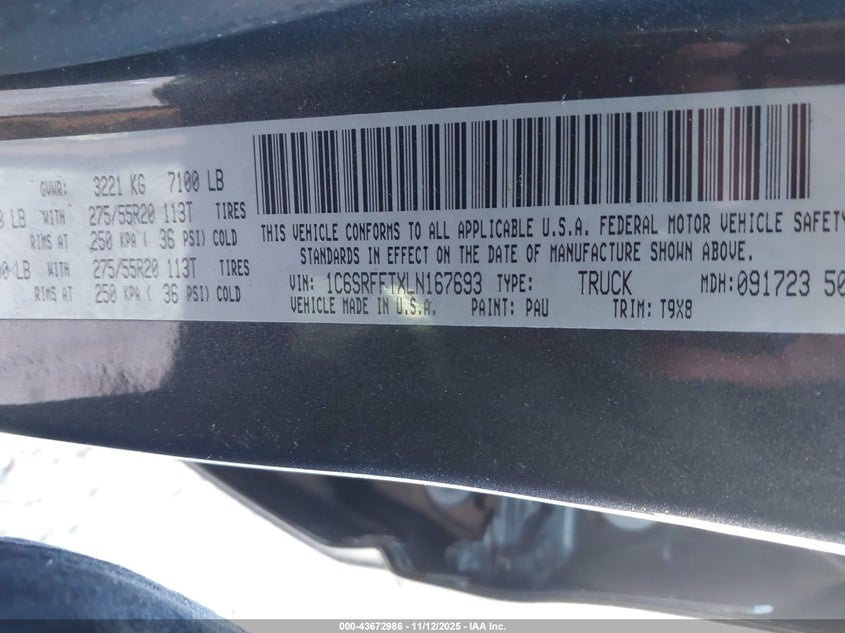 GVWR: 3221 KG 7100 LB
LB WITH 275/55R20 113T TIRES
RIMS AT 250 KPA ( 36 PSI) COLD
LB WITH 275/55R20 113T TIRES
RIMS AT 250 KPA ( 36 PSI) COLD
THIS VEHICLE CONFORMS TO ALL APPLICABLE U.S.A. FEDERAL MOTOR VEHICLE SAFETY
STANDARDS IN EFFECT ON THE DATE OF MANUFACTURE SHOWN ABOVE.
VIN: 1C6SRFFTXLN167693 TYPE: TRUCK MDH: 091723 50
VEHICLE MADE IN U.S.A. PAINT: PAU TRIM: T9X8
000-43672986 - 11/12/2025 - IAA Inc.